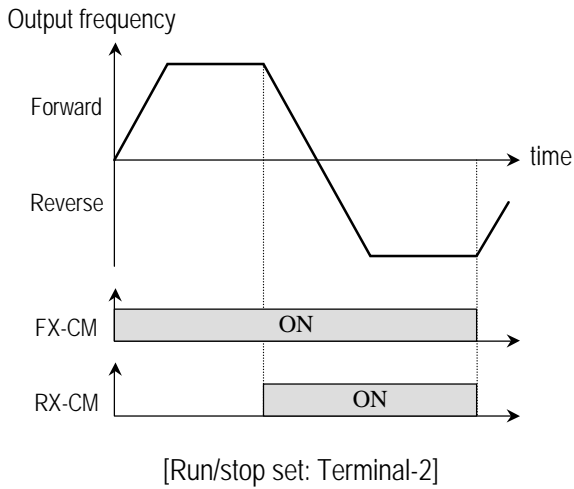 Output frequency
Forward
time
Reverse
FX-CM
ON
RX-CM
ON
[Run/stop set: Terminal-2]